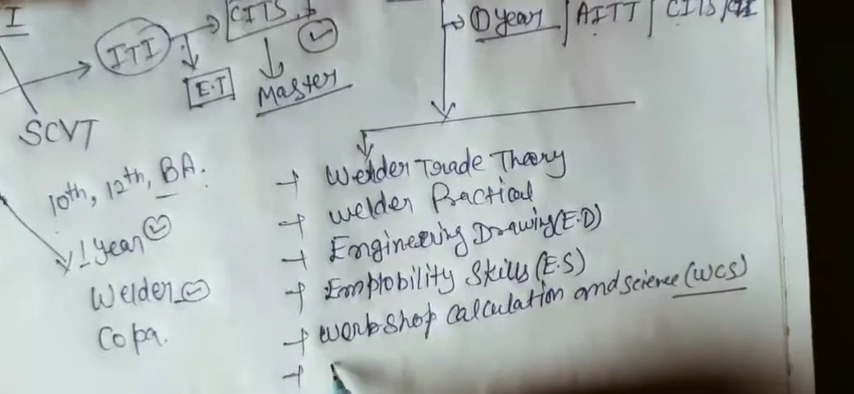 I
ITI
CITS
① year / AITT / CITS /
E.I
Master
SCVT
10th, 12th, BA.
1 year
Welder
Copa.
Welder Trade Theory
Welder Practical
Engineering Drawing (E.D)
Emplobility Skills (E.S)
Workshop calculation and science (WCS)